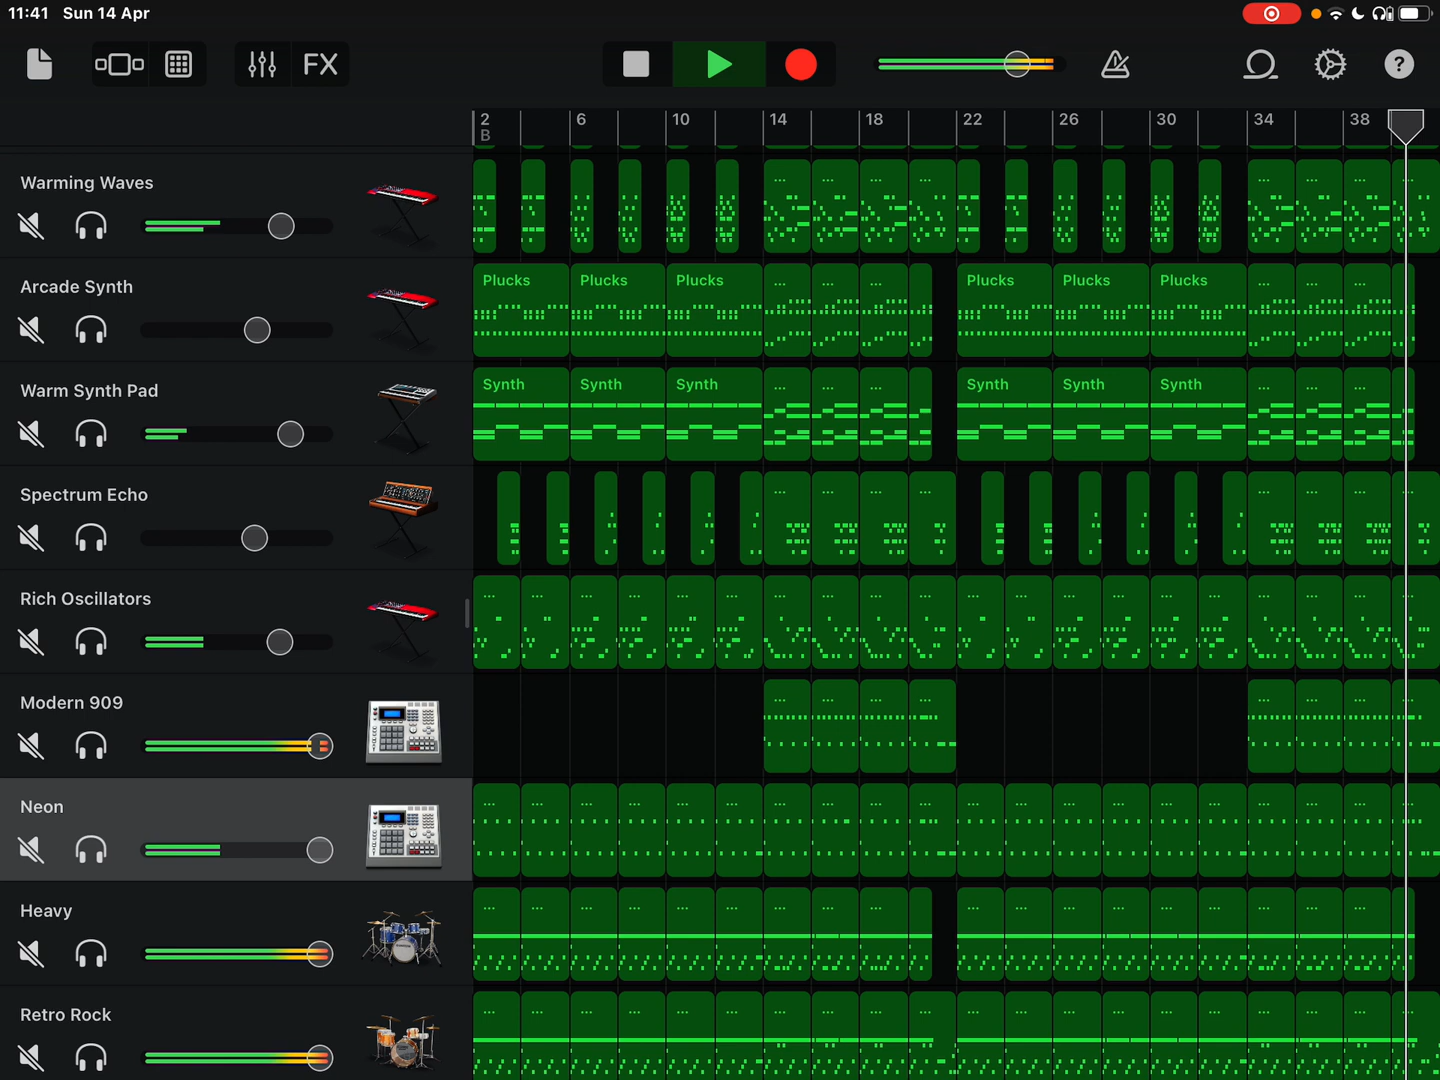 11:41 Sun 14 Apr
FX
?
2 6 10 14 18 22 26 30 34 38
B
Warming Waves
... ... ... ... ... ... ...
Arcade Synth
Plucks Plucks Plucks ... ... ... Plucks Plucks Plucks ... ... ...
Warm Synth Pad
Synth Synth Synth ... ... ... Synth Synth Synth ... ... ...
Spectrum Echo
... ... ... ... ... ...
Rich Oscillators
... ... ... ... ... ... ... ... ... ... ... ... ... ... ... ... ... ... ... ...
Modern 909
... ... ... ... ... ... ... ...
Neon
... ... ... ... ... ... ... ... ... ... ... ... ... ... ... ... ... ... ... ...
Heavy
... ... ... ... ... ... ... ... ... ... ... ... ... ... ... ... ... ...
Retro Rock
... ... ... ... ... ... ... ... ... ... ... ... ... ... ... ... ... ... ... ...